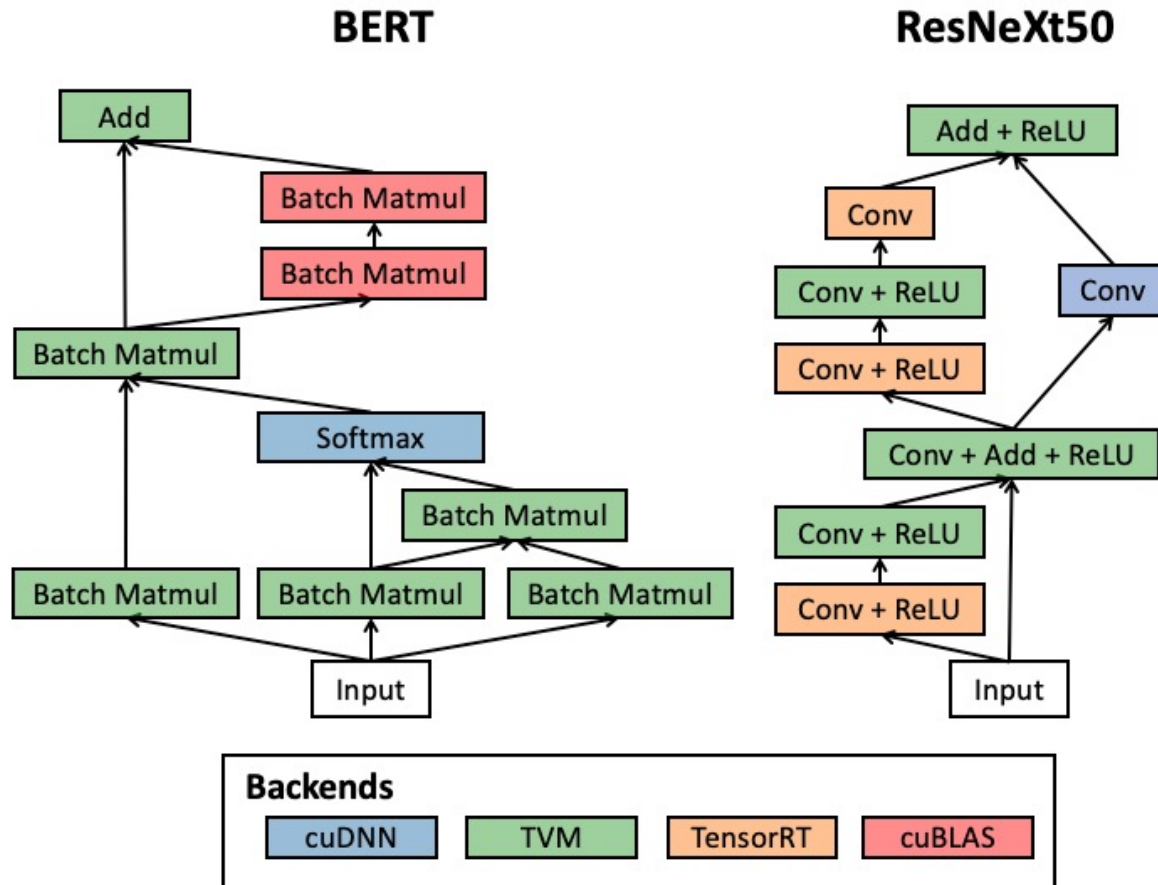 BERT
Add
Batch Matmul
Batch Matmul
Batch Matmul
Softmax
Batch Matmul
Batch Matmul
Batch Matmul
Batch Matmul
Input
ResNeXt50
Add + ReLU
Conv
Conv + ReLU
Conv
Conv + ReLU
Conv + Add + ReLU
Conv + ReLU
Conv + ReLU
Input
Backends
cuDNN
TVM
TensorRT
cuBLAS